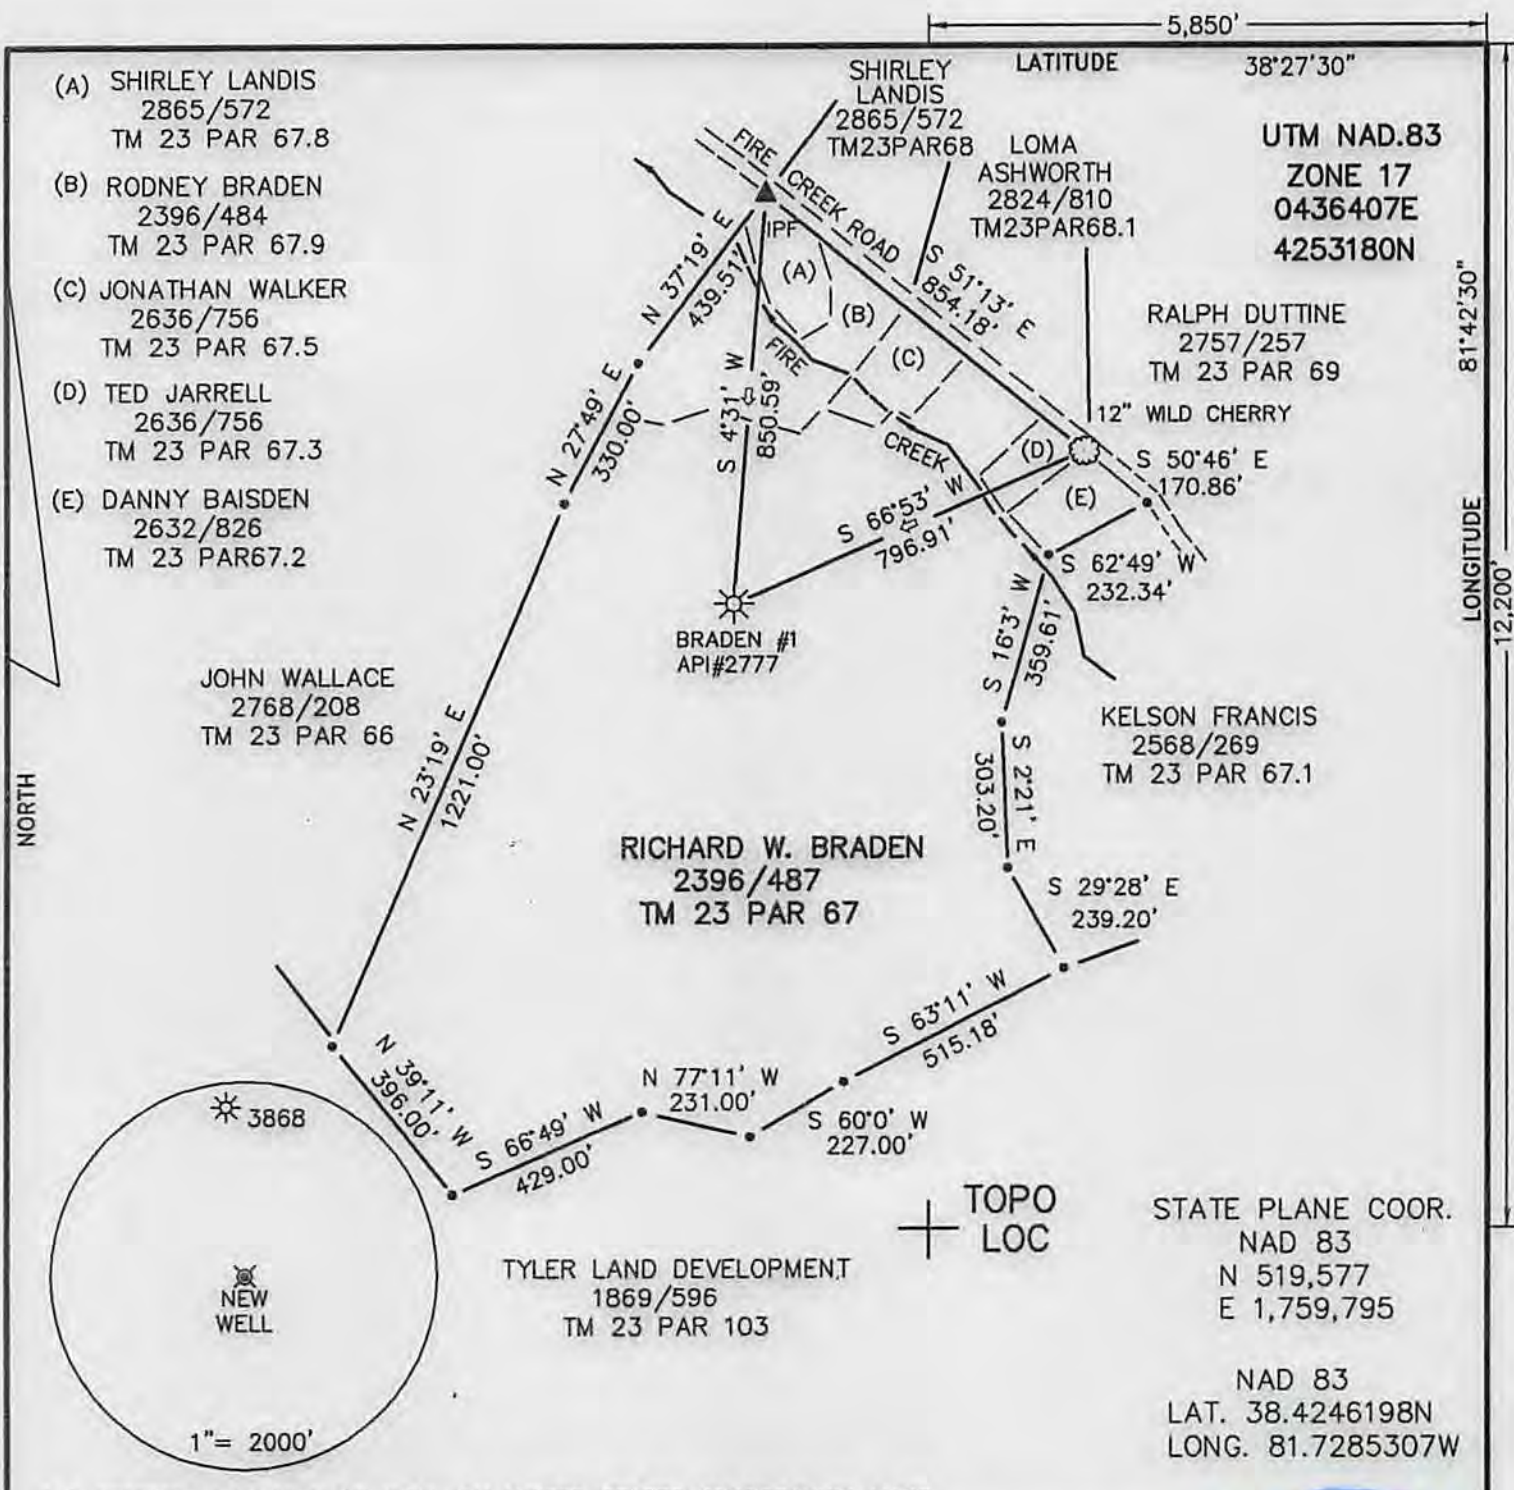 5,850'
(A) SHIRLEY LANDIS
2865/572
TM 23 PAR 67.8
(B) RODNEY BRADEN
2396/484
TM 23 PAR 67.9
(C) JONATHAN WALKER
2636/756
TM 23 PAR 67.5
(D) TED JARRELL
2636/756
TM 23 PAR 67.3
(E) DANNY BAISDEN
2632/826
TM 23 PAR67.2
SHIRLEY
LANDIS
2865/572
TM23PAR68
LATITUDE 38°27'30"
LOMA
ASHWORTH
2824/810
TM23PAR68.1
UTM NAD.83
ZONE 17
0436407E
4253180N
81°42'30"
LONGITUDE
12,200'
FIRE CREEK ROAD
IPF
(A)
(B)
(C)
(D)
(E)
S 51°13' E
854.18'
RALPH DUTTINE
2757/257
TM 23 PAR 69
12" WILD CHERRY
S 50°46' E
170.86'
N 37°19' E
439.51'
FIRE
CREEK
S 4°31' W
850.59'
N 27°49' E
330.00'
S 66°53' W
796.91'
S 62°49' W
232.34'
BRADEN #1
API#2777
S 16°3' W
359.61'
JOHN WALLACE
2768/208
TM 23 PAR 66
KELSON FRANCIS
2568/269
TM 23 PAR 67.1
N 23°19' E
1221.00'
S 2°21' E
303.20'
NORTH
RICHARD W. BRADEN
2396/487
TM 23 PAR 67
S 29°28' E
239.20'
S 63°11' W
515.18'
N 39°11' W
396.00'
N 77°11' W
231.00'
S 60°0' W
227.00'
S 66°49' W
429.00'
3868
NEW
WELL
1"= 2000'
TOPO
LOC
TYLER LAND DEVELOPMENT
1869/596
TM 23 PAR 103
STATE PLANE COOR.
NAD 83
N 519,577
E 1,759,795
NAD 83
LAT. 38.4246198N
LONG. 81.7285307W